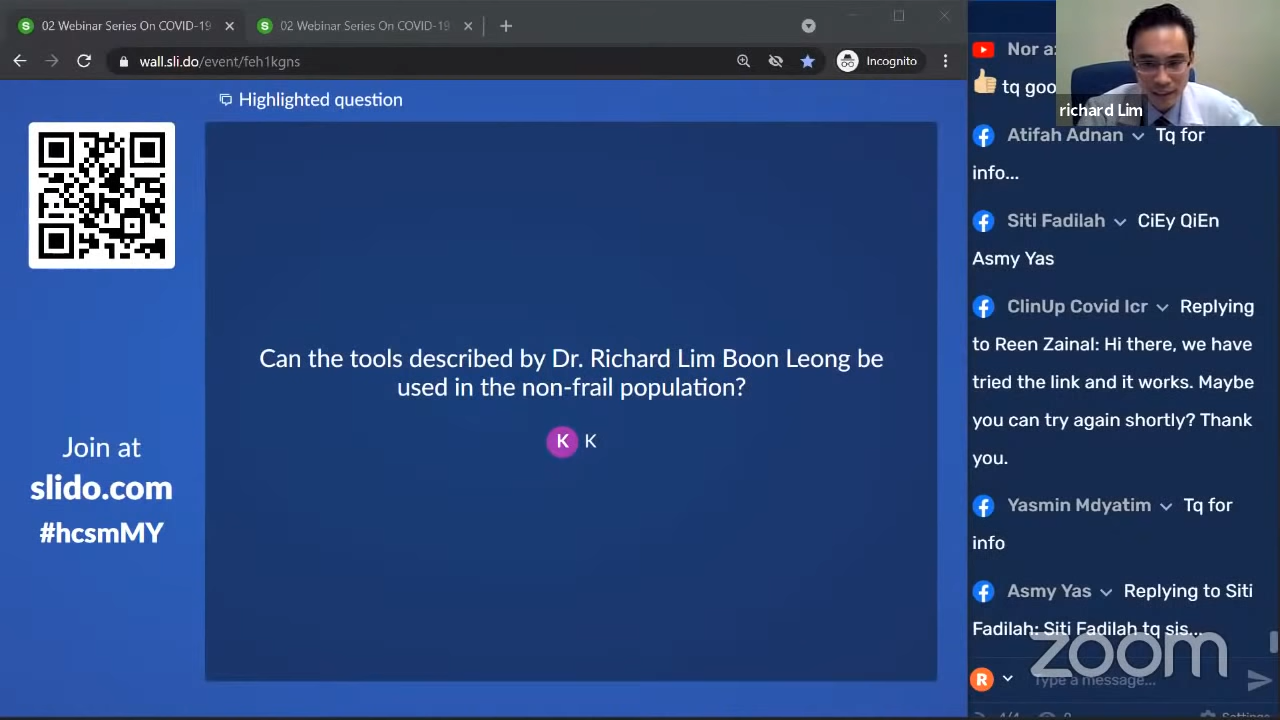 02 Webinar Series On COVID-19
02 Webinar Series On COVID-19
wall.sli.do/event/feh1kgns
Incognito
Highlighted question
Can the tools described by Dr. Richard Lim Boon Leong be
used in the non-frail population?
K K
Join at
slido.com
#hcsmMY
richard Lim
Nor a
tq goo
Atifah Adnan Tq for
info...
Siti Fadilah CiEy QiEn
Asmy Yas
ClinUp Covid Icr Replying
to Reen Zainal: Hi there, we have
tried the link and it works. Maybe
you can try again shortly? Thank
you.
Yasmin Mdyatim Tq for
info
Asmy Yas Replying to Siti
Fadilah: Siti Fadilah tq sis...
zoom
R Type a message...